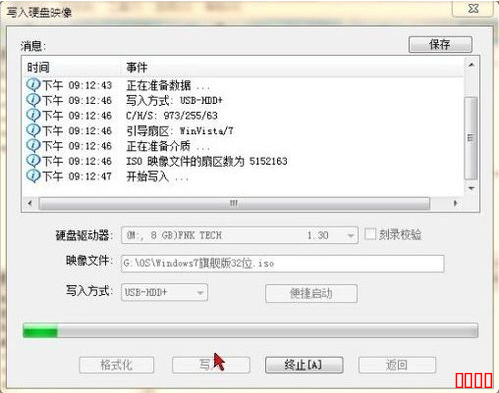 写入硬盘映像
消息:
保存
时间 事件
下午 09:12:43 正在准备数据 ...
下午 09:12:46 写入方式: USB-HDD+
下午 09:12:46 C/H/S: 973/255/63
下午 09:12:46 引导扇区: WinVista/7
下午 09:12:46 正在准备介质 ...
下午 09:12:46 ISO 映像文件的扇区数为 5152163
下午 09:12:47 开始写入 ...
硬盘驱动器: (M:, 8 GB)FNK TECH 1.30 刻录校验
映像文件: G:\OS\Windows7旗舰版32位.iso
写入方式: USB-HDD+ 便捷启动
格式化 写入 终止[A] 返回